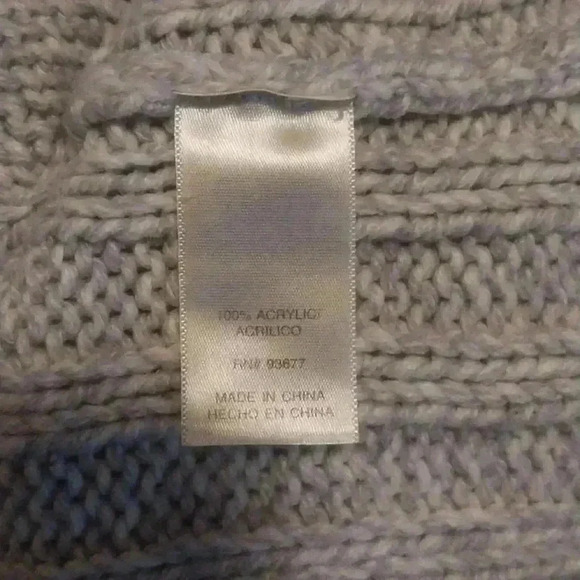 100% ACRYLIC/
ACRILICO
RN# 93677
MADE IN CHINA
HECHO EN CHINA